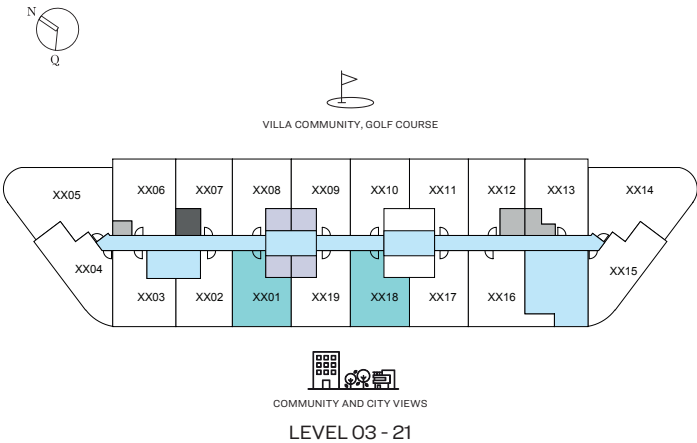 N
Q
VILLA COMMUNITY, GOLF COURSE
XX05
XX06
XX07
XX08
XX09
XX10
XX11
XX12
XX13
XX14
XX04
XX03
XX02
XX01
XX19
XX18
XX17
XX16
XX15
COMMUNITY AND CITY VIEWS
LEVEL 03 - 21